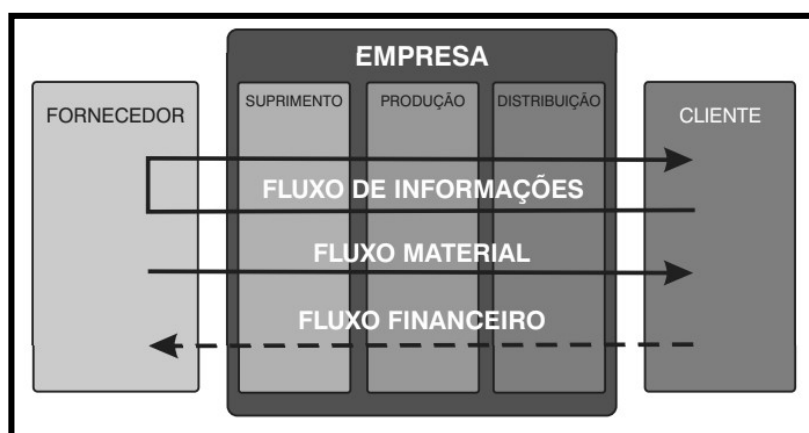 EMPRESA
FORNECEDOR
SUPRIMENTO
PRODUÇÃO
DISTRIBUIÇÃO
CLIENTE
FLUXO DE INFORMAÇÕES
FLUXO MATERIAL
FLUXO FINANCEIRO